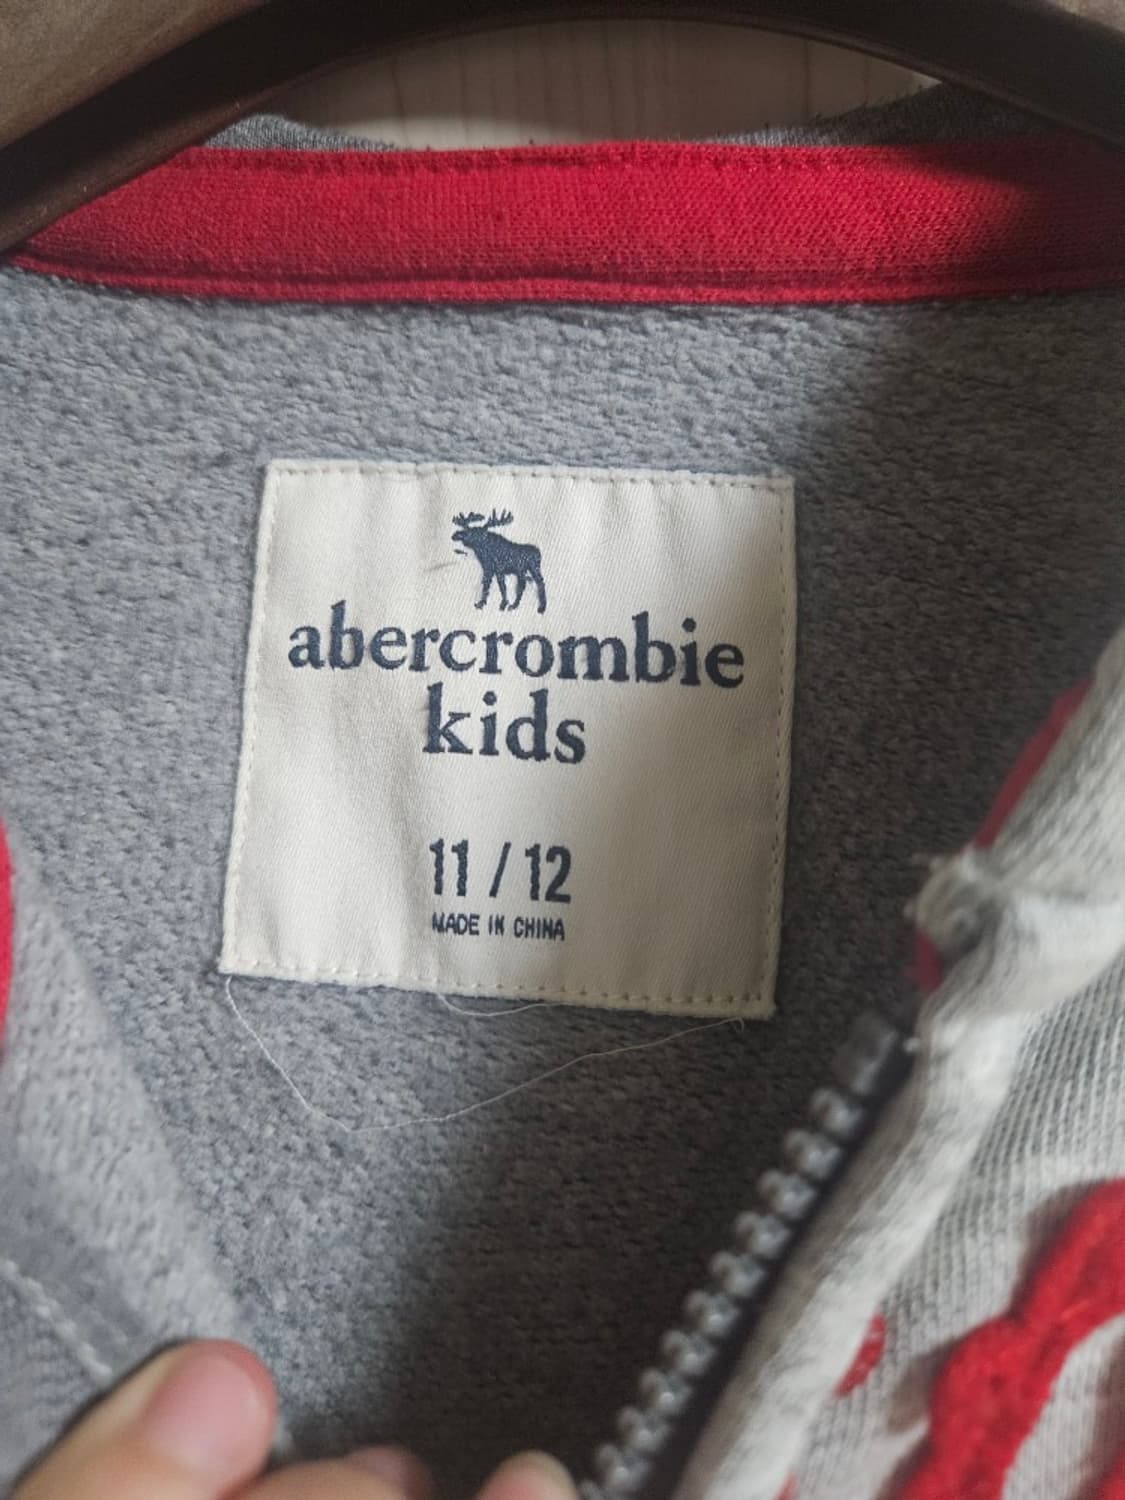 abercrombie
kids
11 / 12
MADE IN CHINA